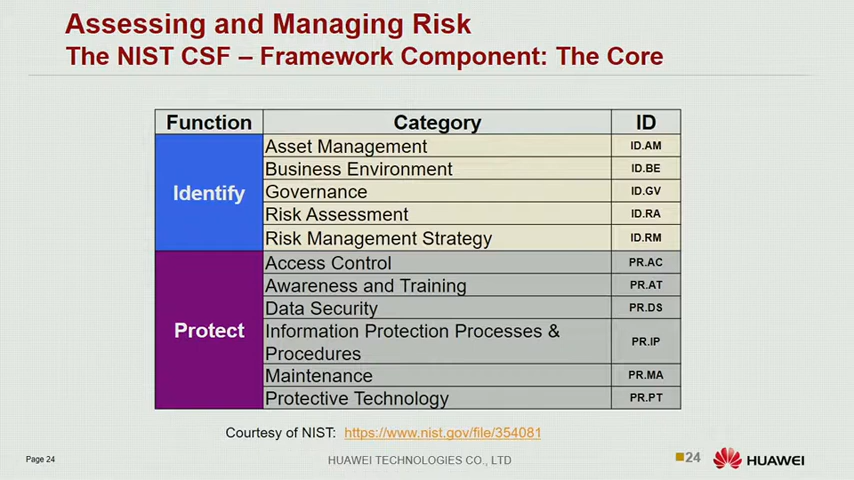 Assessing and Managing Risk
The NIST CSF – Framework Component: The Core
Function Category ID
Identify
Asset Management ID.AM
Business Environment ID.BE
Governance ID.GV
Risk Assessment ID.RA
Risk Management Strategy ID.RM
Protect
Access Control PR.AC
Awareness and Training PR.AT
Data Security PR.DS
Information Protection Processes &
Procedures PR.IP
Maintenance PR.MA
Protective Technology PR.PT
Courtesy of NIST: https://www.nist.gov/file/354081
Page 24
HUAWEI TECHNOLOGIES CO., LTD
24
HUAWEI